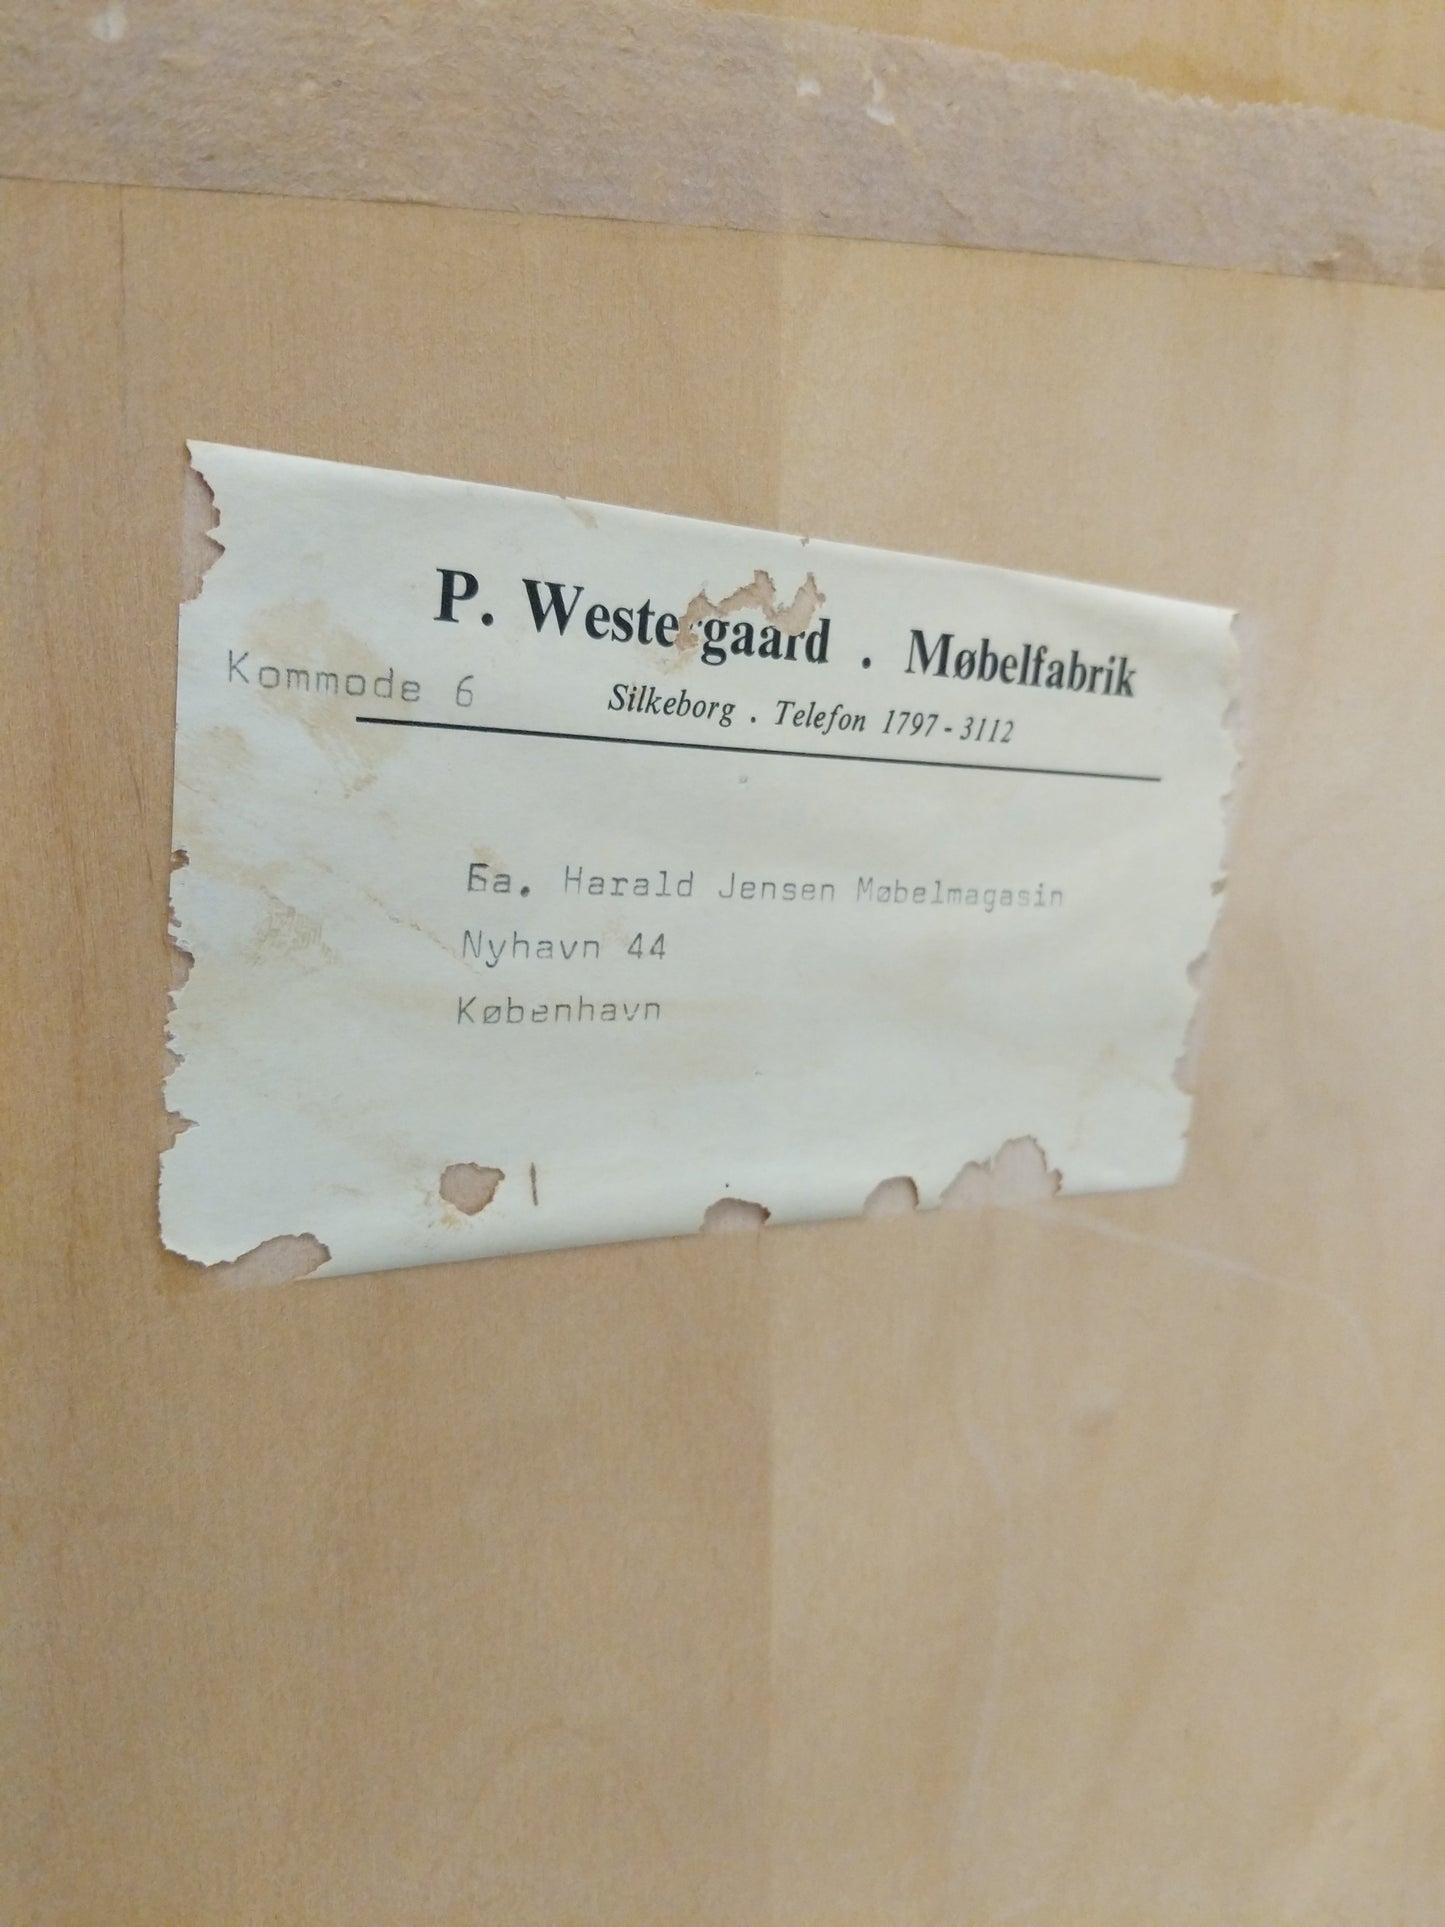 P. Westergaard . Møbelfabrik
Kommode 6
Silkeborg . Telefon 1797 - 3112
Fa. Harald Jensen Møbelmagasin
Nyhavn 44
København